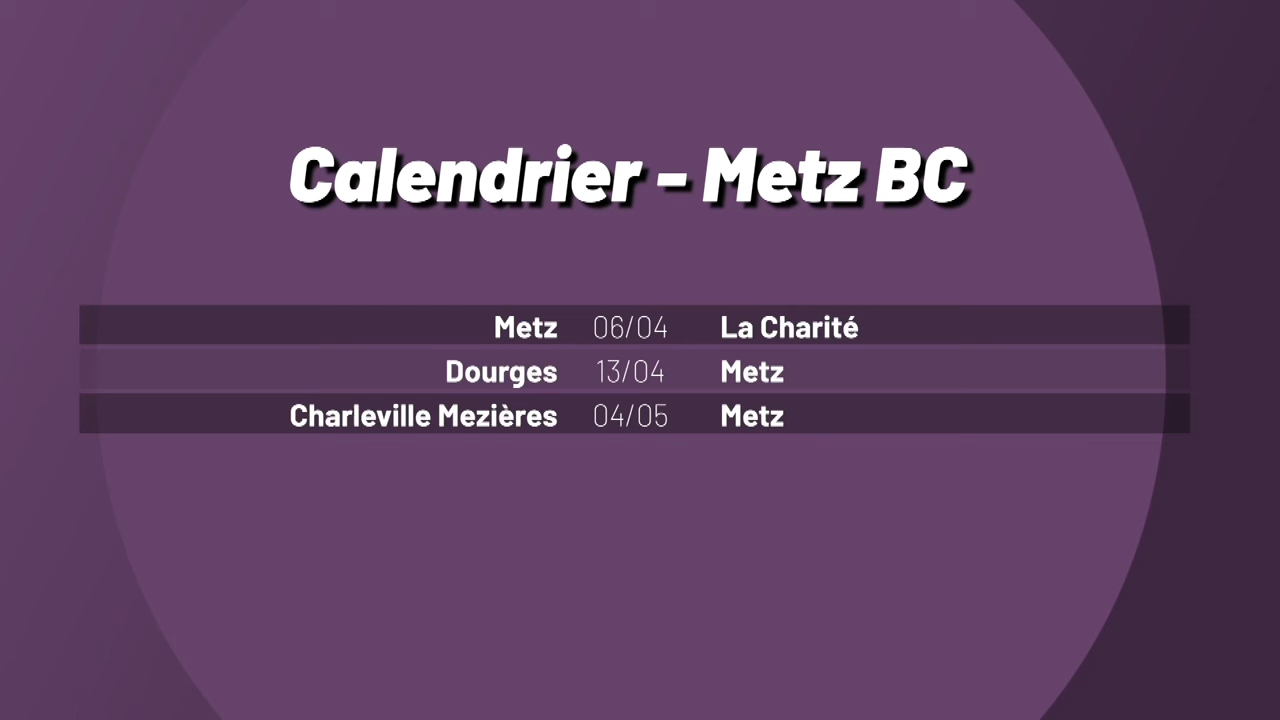 Calendrier - Metz BC
Metz 06/04 La Charité
Dourges 13/04 Metz
Charleville Mezières 04/05 Metz